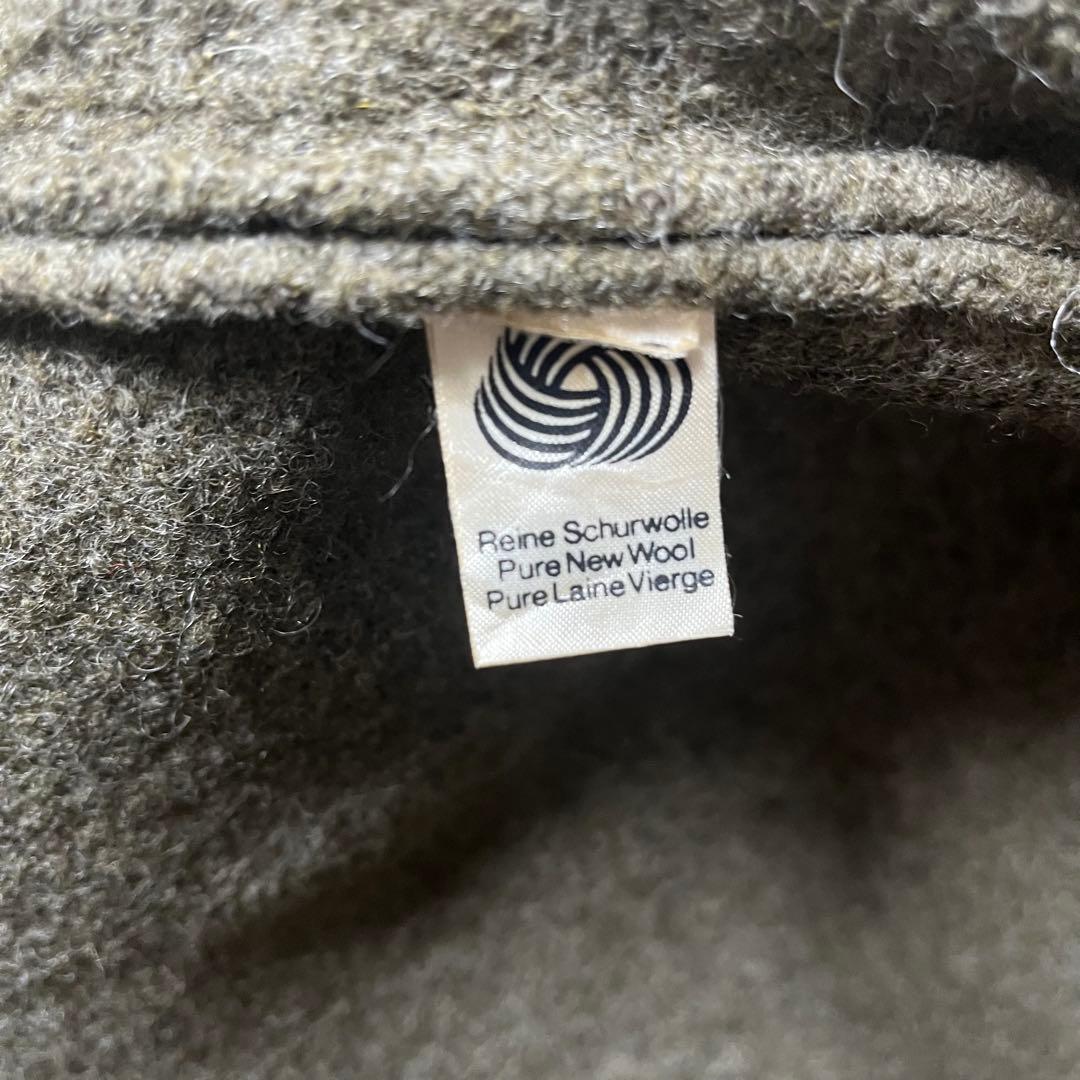 Reine Schurwolle
Pure New Wool
Pure Laine Vierge